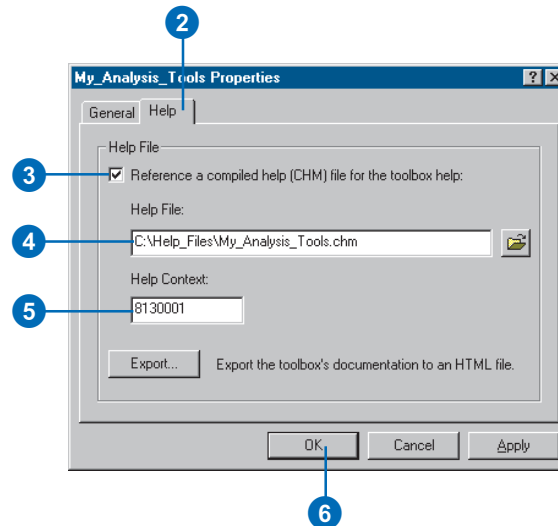 2
My_Analysis_Tools Properties
General Help
Help File
3
Reference a compiled help (CHM) file for the toolbox help:
Help File:
4
C:\Help_Files\My_Analysis_Tools.chm
Help Context:
5
8130001
Export... Export the toolbox's documentation to an HTML file.
OK Cancel Apply
6